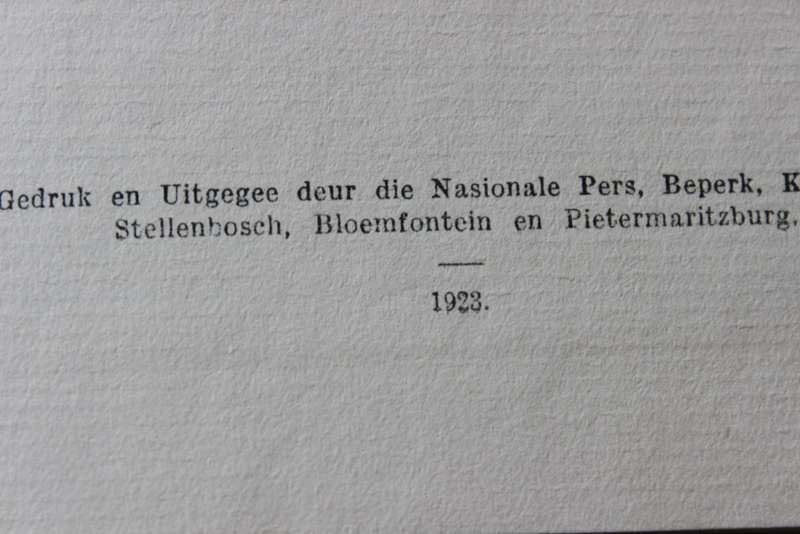 Gedruk en Uitgegee deur die Nasionale Pers, Beperk, K
Stellenbosch, Bloemfontein en Pietermaritzburg.
1923.